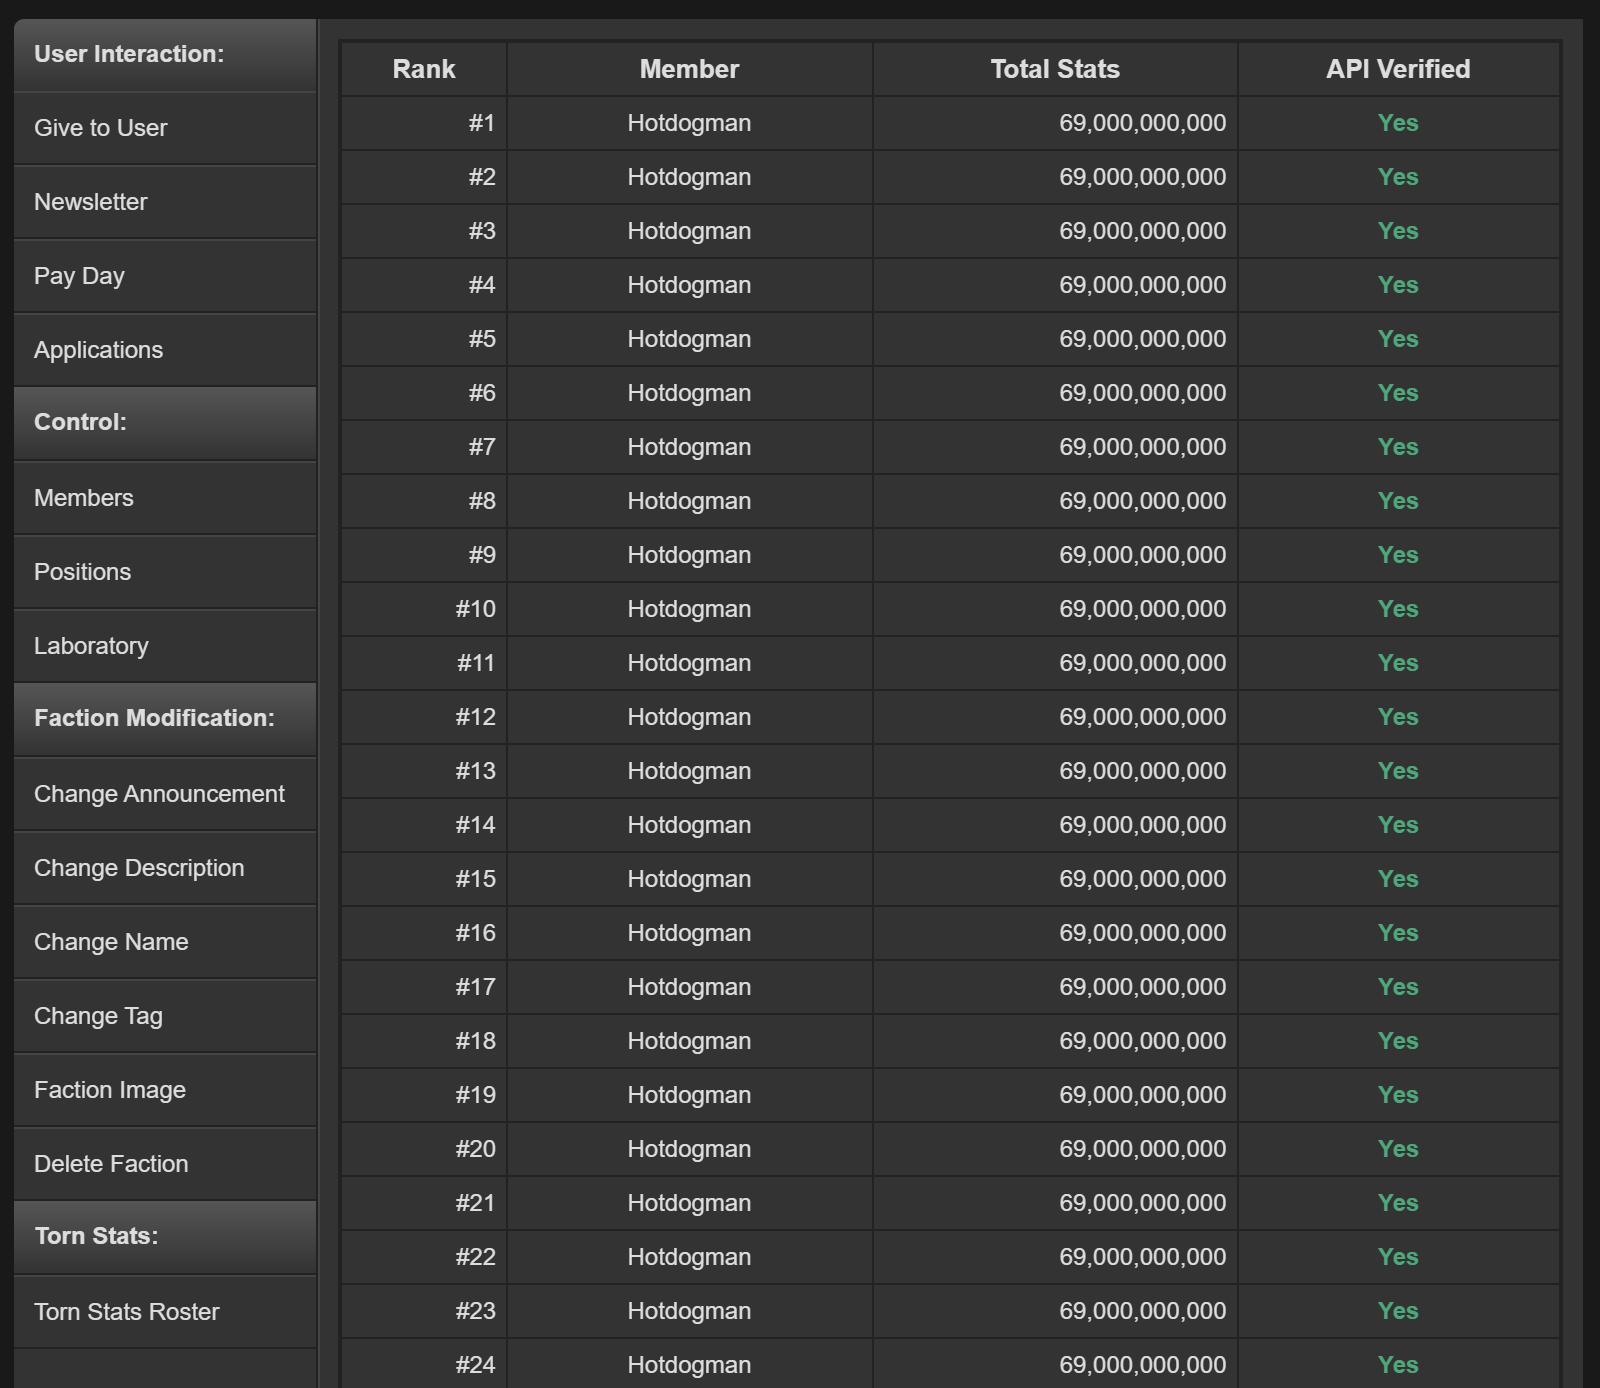 User Interaction:
Give to User
Newsletter
Pay Day
Applications
Control:
Members
Positions
Laboratory
Faction Modification:
Change Announcement
Change Description
Change Name
Change Tag
Faction Image
Delete Faction
Torn Stats:
Torn Stats Roster
Rank Member Total Stats API Verified
#1 Hotdogman 69,000,000,000 Yes
#2 Hotdogman 69,000,000,000 Yes
#3 Hotdogman 69,000,000,000 Yes
#4 Hotdogman 69,000,000,000 Yes
#5 Hotdogman 69,000,000,000 Yes
#6 Hotdogman 69,000,000,000 Yes
#7 Hotdogman 69,000,000,000 Yes
#8 Hotdogman 69,000,000,000 Yes
#9 Hotdogman 69,000,000,000 Yes
#10 Hotdogman 69,000,000,000 Yes
#11 Hotdogman 69,000,000,000 Yes
#12 Hotdogman 69,000,000,000 Yes
#13 Hotdogman 69,000,000,000 Yes
#14 Hotdogman 69,000,000,000 Yes
#15 Hotdogman 69,000,000,000 Yes
#16 Hotdogman 69,000,000,000 Yes
#17 Hotdogman 69,000,000,000 Yes
#18 Hotdogman 69,000,000,000 Yes
#19 Hotdogman 69,000,000,000 Yes
#20 Hotdogman 69,000,000,000 Yes
#21 Hotdogman 69,000,000,000 Yes
#22 Hotdogman 69,000,000,000 Yes
#23 Hotdogman 69,000,000,000 Yes
#24 Hotdogman 69,000,000,000 Yes